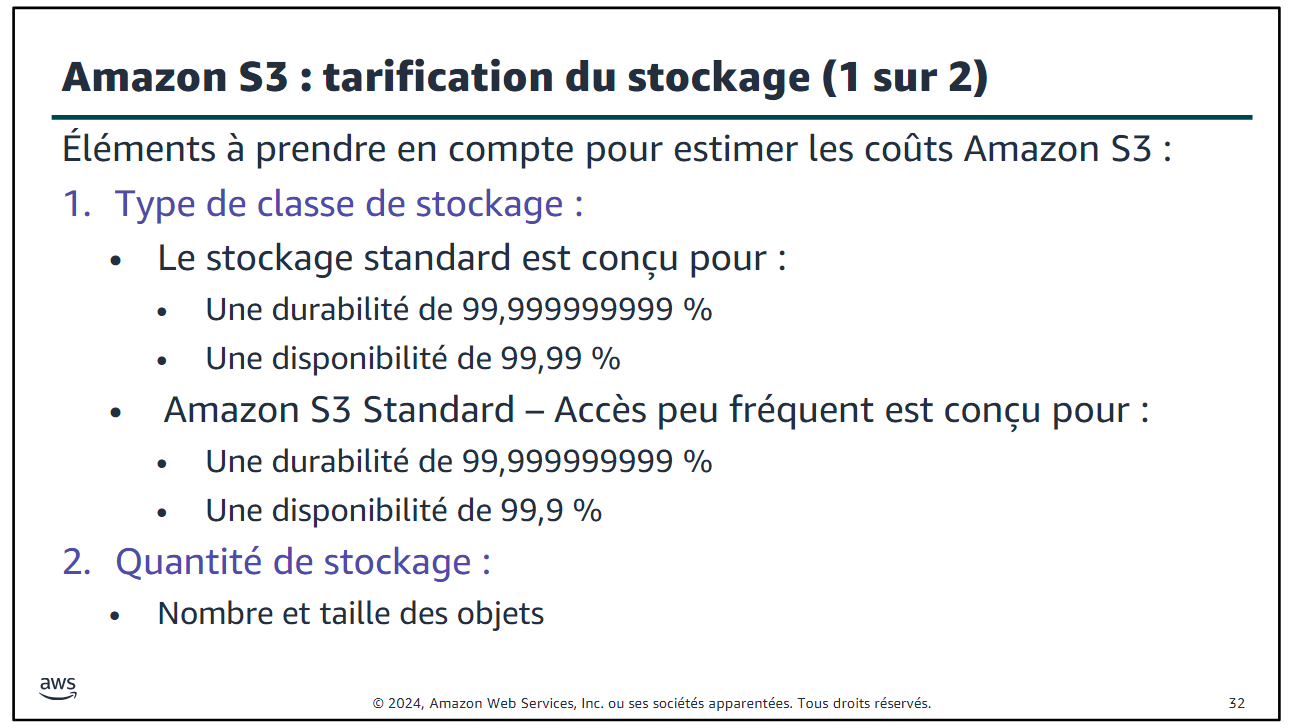 Amazon S3 : tarification du stockage (1 sur 2)
Éléments à prendre en compte pour estimer les coûts Amazon S3 :
1. Type de classe de stockage :
• Le stockage standard est conçu pour :
• Une durabilité de 99,999999999 %
• Une disponibilité de 99,99 %
• Amazon S3 Standard – Accès peu fréquent est conçu pour :
• Une durabilité de 99,999999999 %
• Une disponibilité de 99,9 %
2. Quantité de stockage :
• Nombre et taille des objets
aws
© 2024, Amazon Web Services, Inc. ou ses sociétés apparentées. Tous droits réservés.
32